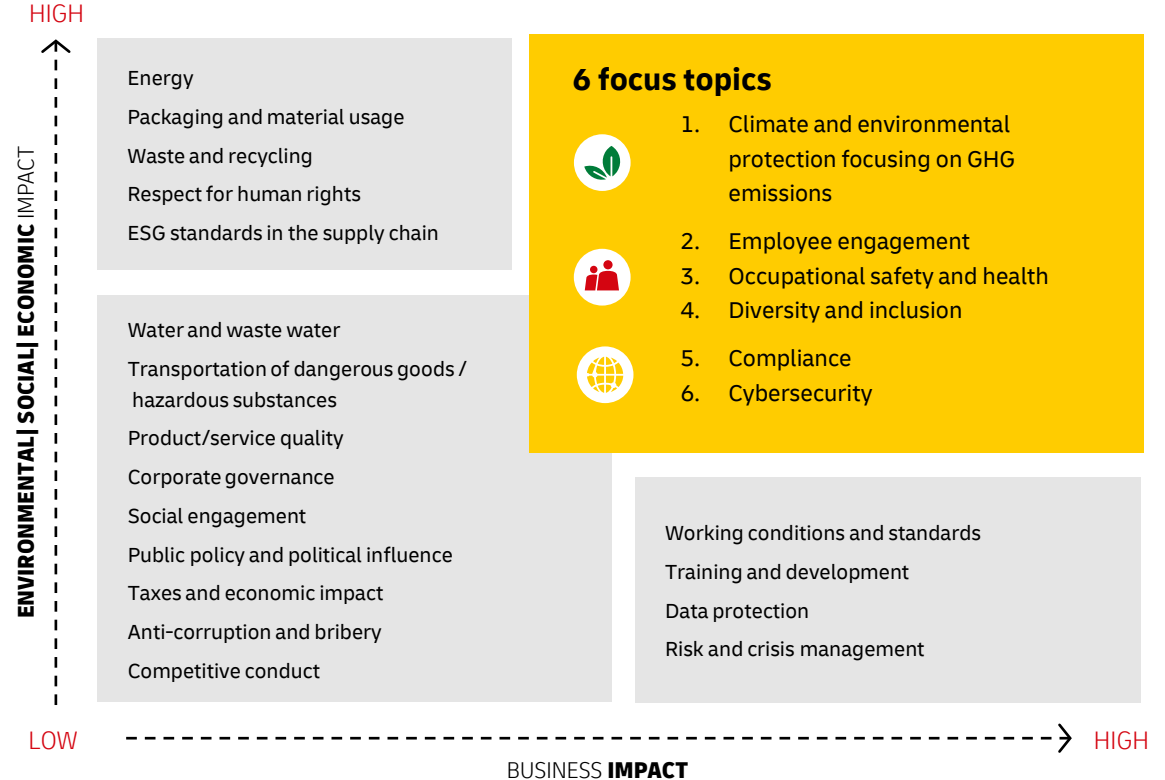 HIGH
ENVIRONMENTAL| SOCIAL| ECONOMIC IMPACT
Energy
Packaging and material usage
Waste and recycling
Respect for human rights
ESG standards in the supply chain
6 focus topics
1. Climate and environmental
protection focusing on GHG
emissions
2. Employee engagement
3. Occupational safety and health
4. Diversity and inclusion
5. Compliance
6. Cybersecurity
Water and waste water
Transportation of dangerous goods /
hazardous substances
Product/service quality
Corporate governance
Social engagement
Public policy and political influence
Taxes and economic impact
Anti-corruption and bribery
Competitive conduct
Working conditions and standards
Training and development
Data protection
Risk and crisis management
LOW
HIGH
BUSINESS IMPACT